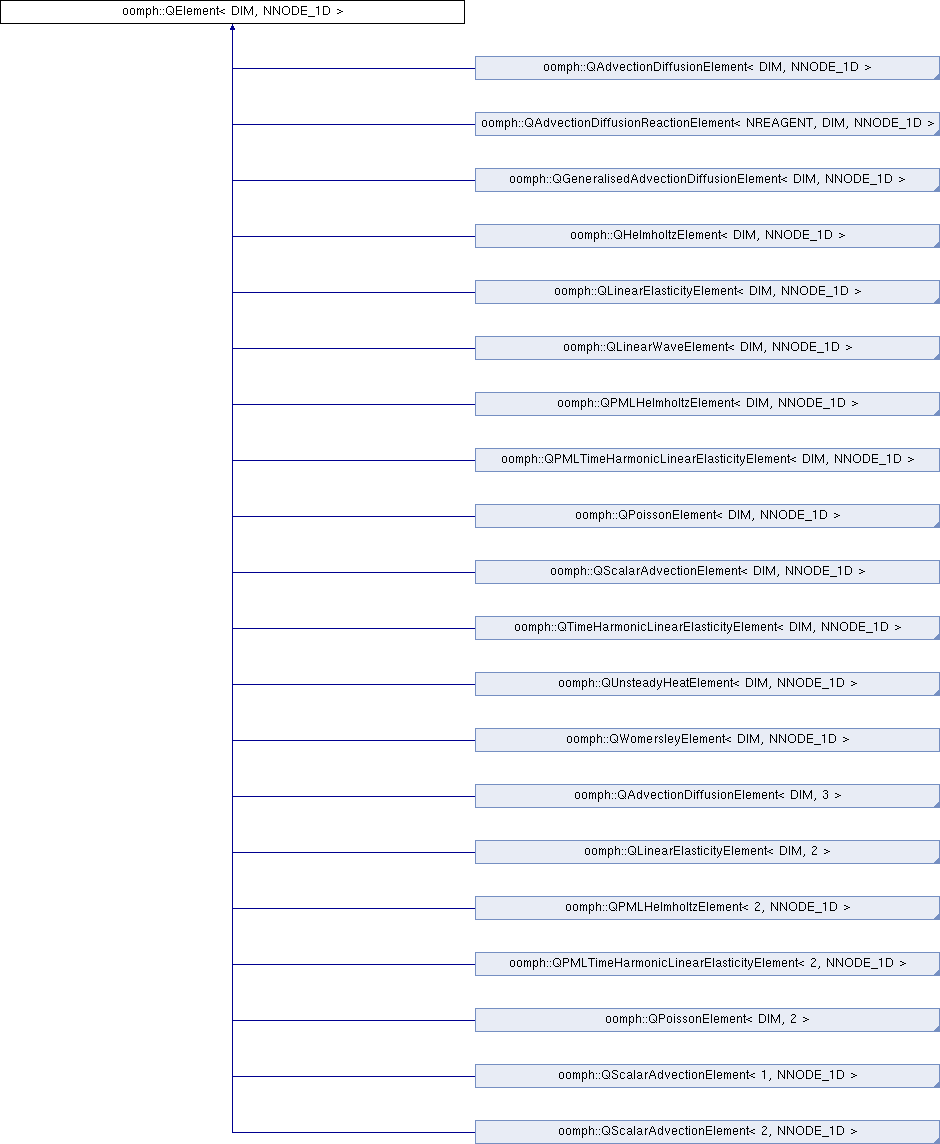 oomph::QElement< DIM, NNODE_1D >
oomph::QAdvectionDiffusionElement< DIM, NNODE_1D >
oomph::QAdvectionDiffusionReactionElement< NREAGENT, DIM, NNODE_1D >
oomph::QGeneralisedAdvectionDiffusionElement< DIM, NNODE_1D >
oomph::QHelmholtzElement< DIM, NNODE_1D >
oomph::QLinearElasticityElement< DIM, NNODE_1D >
oomph::QLinearWaveElement< DIM, NNODE_1D >
oomph::QPMLHelmholtzElement< DIM, NNODE_1D >
oomph::QPMLTimeHarmonicLinearElasticityElement< DIM, NNODE_1D >
oomph::QPoissonElement< DIM, NNODE_1D >
oomph::QScalarAdvectionElement< DIM, NNODE_1D >
oomph::QTimeHarmonicLinearElasticityElement< DIM, NNODE_1D >
oomph::QUnsteadyHeatElement< DIM, NNODE_1D >
oomph::QWomersleyElement< DIM, NNODE_1D >
oomph::QAdvectionDiffusionElement< DIM, 3 >
oomph::QLinearElasticityElement< DIM, 2 >
oomph::QPMLHelmholtzElement< 2, NNODE_1D >
oomph::QPMLTimeHarmonicLinearElasticityElement< 2, NNODE_1D >
oomph::QPoissonElement< DIM, 2 >
oomph::QScalarAdvectionElement< 1, NNODE_1D >
oomph::QScalarAdvectionElement< 2, NNODE_1D >